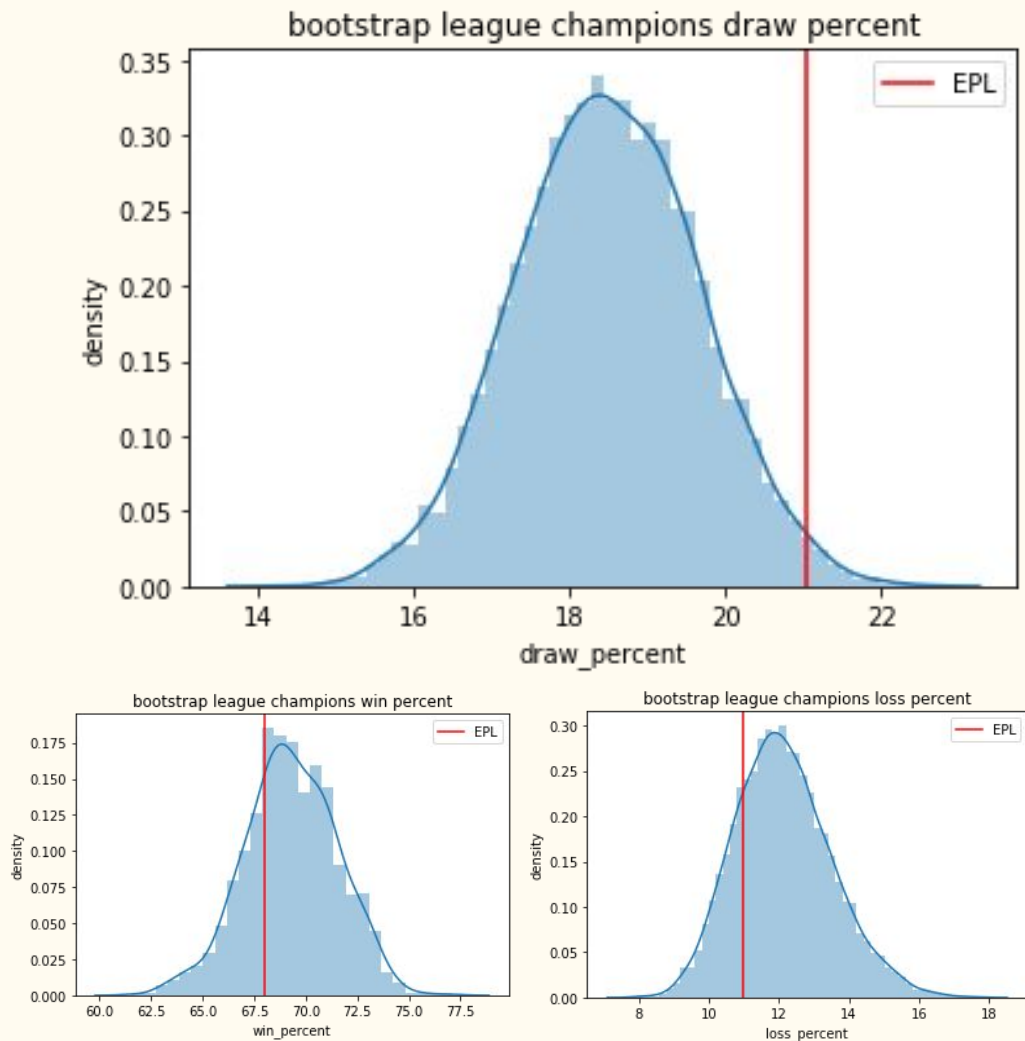 bootstrap league champions draw percent
EPL
0.35
0.30
0.25
0.20
0.15
0.10
0.05
0.00
density
14 16 18 20 22
draw_percent
bootstrap league champions win percent
EPL
0.175
0.150
0.125
0.100
0.075
0.050
0.025
0.000
density
60.0 62.5 65.0 67.5 70.0 72.5 75.0 77.5
win_percent
bootstrap league champions loss percent
EPL
0.30
0.25
0.20
0.15
0.10
0.05
0.00
density
8 10 12 14 16 18
loss_percent